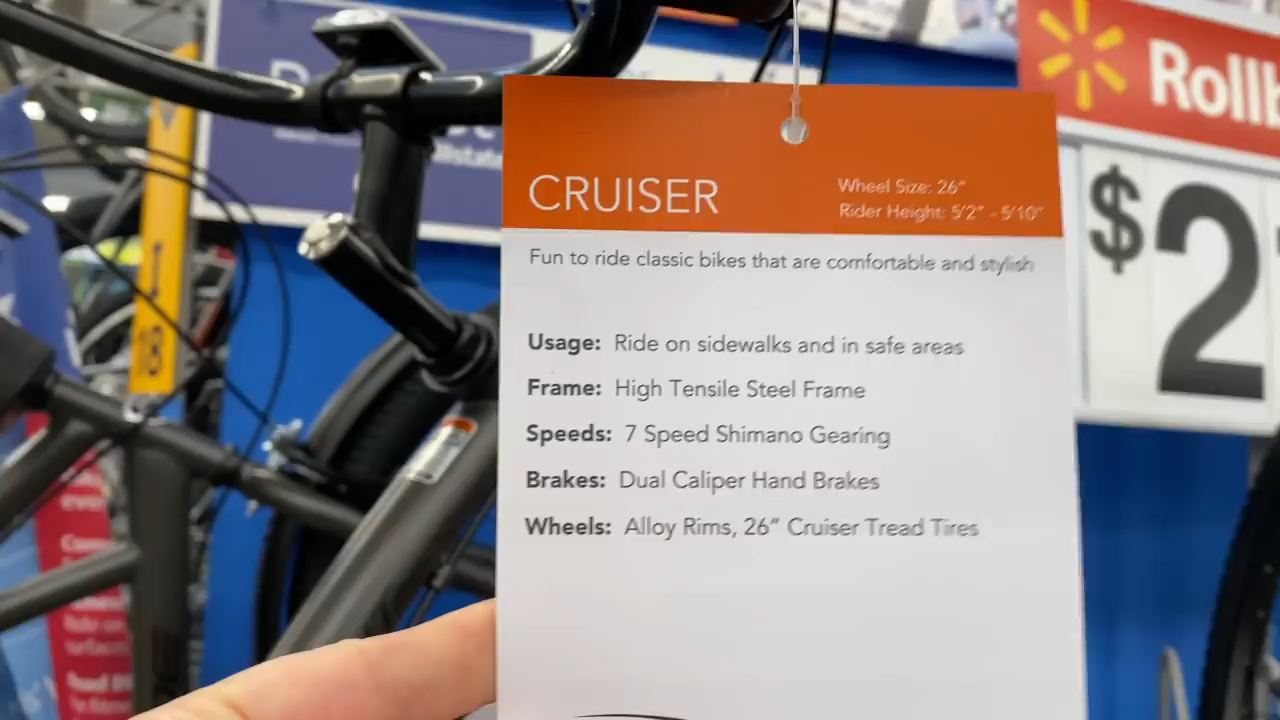 CRUISER
Wheel Size: 26"
Rider Height: 5'2" - 5'10"
Fun to ride classic bikes that are comfortable and stylish
Usage: Ride on sidewalks and in safe areas
Frame: High Tensile Steel Frame
Speeds: 7 Speed Shimano Gearing
Brakes: Dual Caliper Hand Brakes
Wheels: Alloy Rims, 26" Cruiser Tread Tires
$2
18